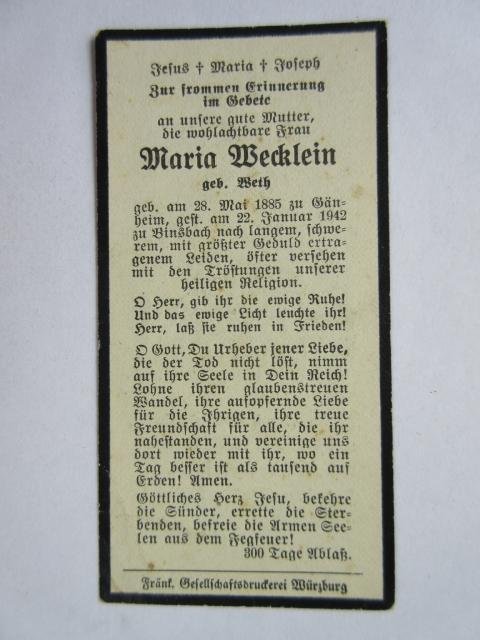 Jesus † Maria † Joseph
Zur frommen Erinnerung
im Gebete
an unsere gute Mutter,
die wohlachtbare Frau
Maria Wecklein
geb. Weth
geb. am 28. Mai 1885 zu Gän-
heim, gest. am 22. Januar 1942
zu Binsbach nach langem, schwe-
rem, mit größter Geduld ertra-
genem Leiden, öfter versehen
mit den Tröstungen unserer
heiligen Religion.
O Herr, gib ihr die ewige Ruhe!
Und das ewige Licht leuchte ihr!
Herr, laß sie ruhen in Frieden!
O Gott, Du Urheber jener Liebe,
die der Tod nicht löst, nimm
auf ihre Seele in Dein Reich!
Lohne ihren glaubenstreuen
Wandel, ihre aufopfernde Liebe
für die Ihrigen, ihre treue
Freundschaft für alle, die ihr
nahestanden, und vereinige uns
dort wieder mit ihr, wo ein
Tag besser ist als tausend auf
Erden! Amen.
Göttliches Herz Jesu, bekehre
die Sünder, errette die Ster-
benden, befreie die Armen See-
len aus dem Fegfeuer!
300 Tage Ablaß.
Fränk. Gesellschaftsdruckerei Würzburg